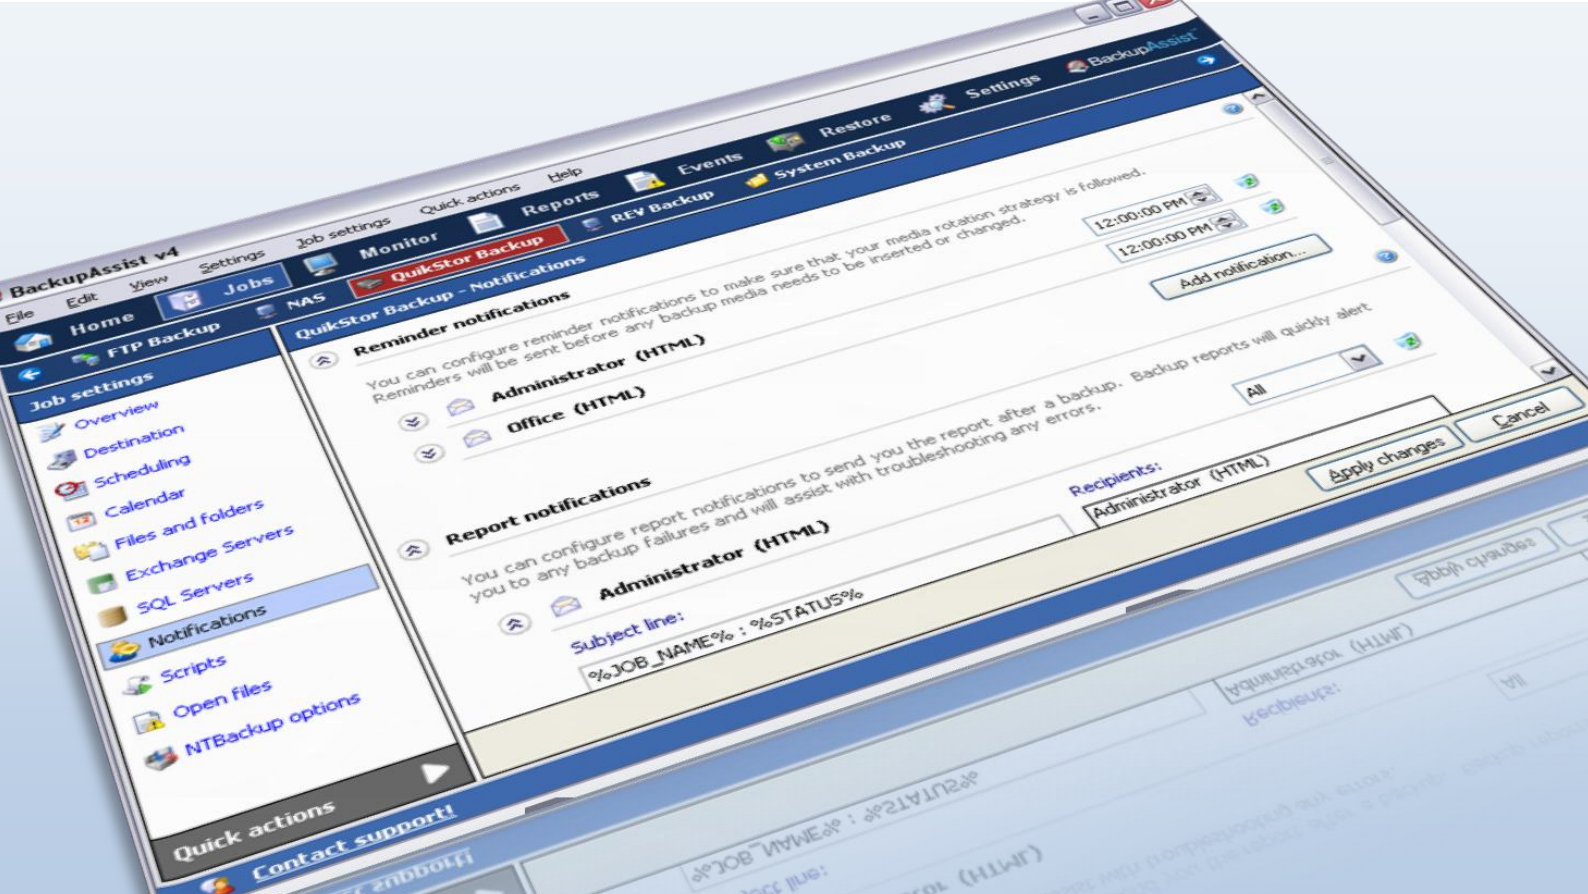 BackupAssist v4
File Edit View Settings Job settings Quick actions Help
Home Jobs Monitor Reports Events Restore Settings BackupAssist
FTP Backup NAS QuikStor Backup REV Backup System Backup
Job settings
Overview
Destination
Scheduling
Calendar
Files and folders
Exchange Servers
SQL Servers
Notifications
Scripts
Open files
NTBackup options
Quick actions
Contact support!
QuikStor Backup - Notifications
Reminder notifications
You can configure reminder notifications to make sure that your media rotation strategy is followed.
Reminders will be sent before any backup media needs to be inserted or changed.
Administrator (HTML) 12:00:00 PM
Office (HTML) 12:00:00 PM
Add notification...
Report notifications
You can configure report notifications to send you the report after a backup. Backup reports will quickly alert
you to any backup failures and will assist with troubleshooting any errors.
Administrator (HTML) All
Subject line: Recipients:
%JOB_NAME% : %STATUS% Administrator (HTML)
Apply changes Cancel